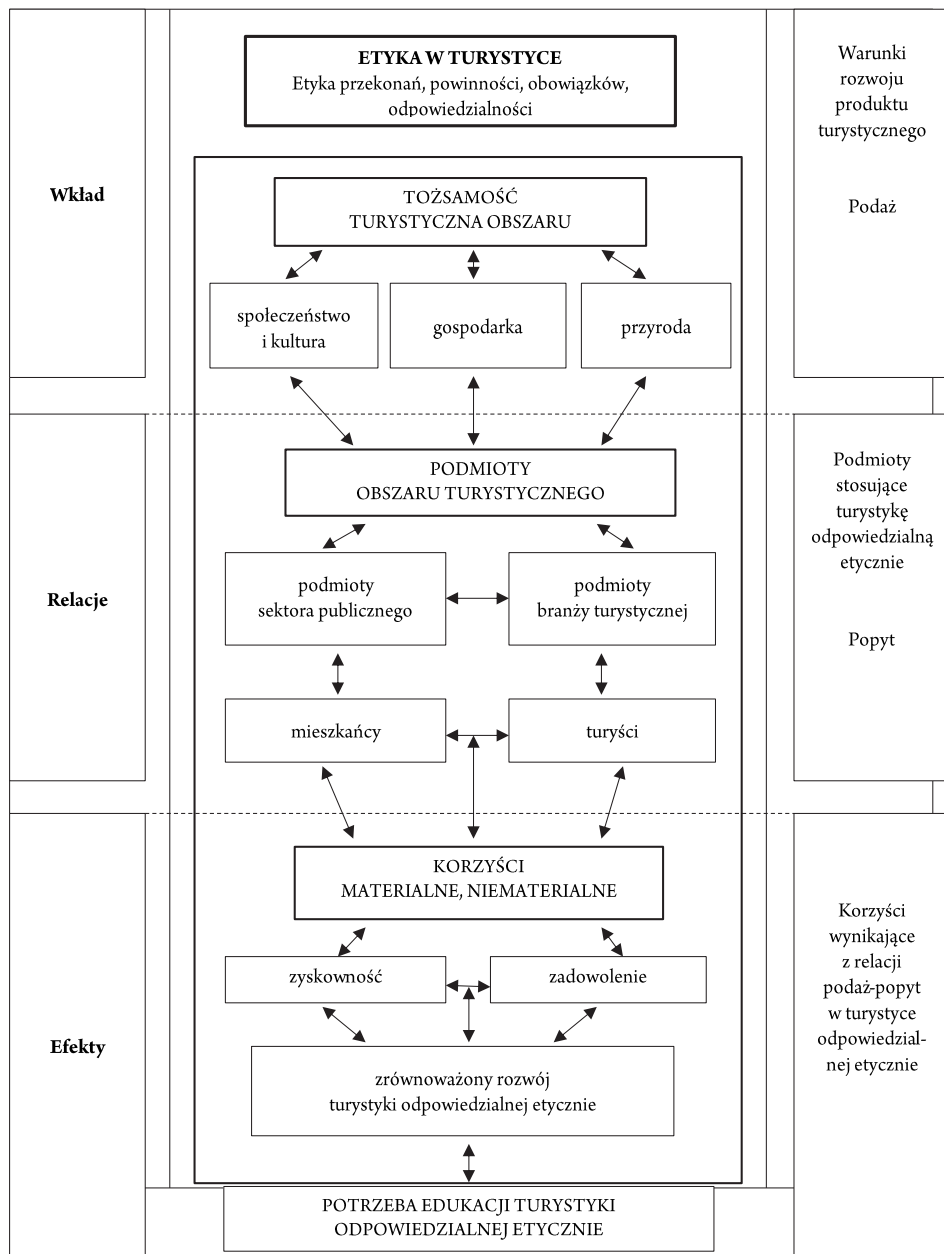 ETYKA W TURYSTYCE
Etyka przekonań, powinności, obowiązków,
odpowiedzialności
Warunki
rozwoju
produktu
turystycznego
Podaż
Wkład
TOŻSAMOŚĆ
TURYSTYCZNA OBSZARU
społeczeństwo
i kultura
gospodarka
przyroda
Relacje
PODMIOTY
OBSZARU TURYSTYCZNEGO
podmioty
sektora publicznego
podmioty
branży turystycznej
mieszkańcy
turyści
Podmioty
stosujące
turystykę
odpowiedzialną
etycznie
Popyt
Efekty
KORZYŚCI
MATERIALNE, NIEMATERIALNE
zyskowność
zadowolenie
zrównoważony rozwój
turystyki odpowiedzialnej etycznie
Korzyści
wynikające
z relacji
podaż-popyt
w turystyce
odpowiedzial-
nej etycznie
POTRZEBA EDUKACJI TURYSTYKI
ODPOWIEDZIALNEJ ETYCZNIE